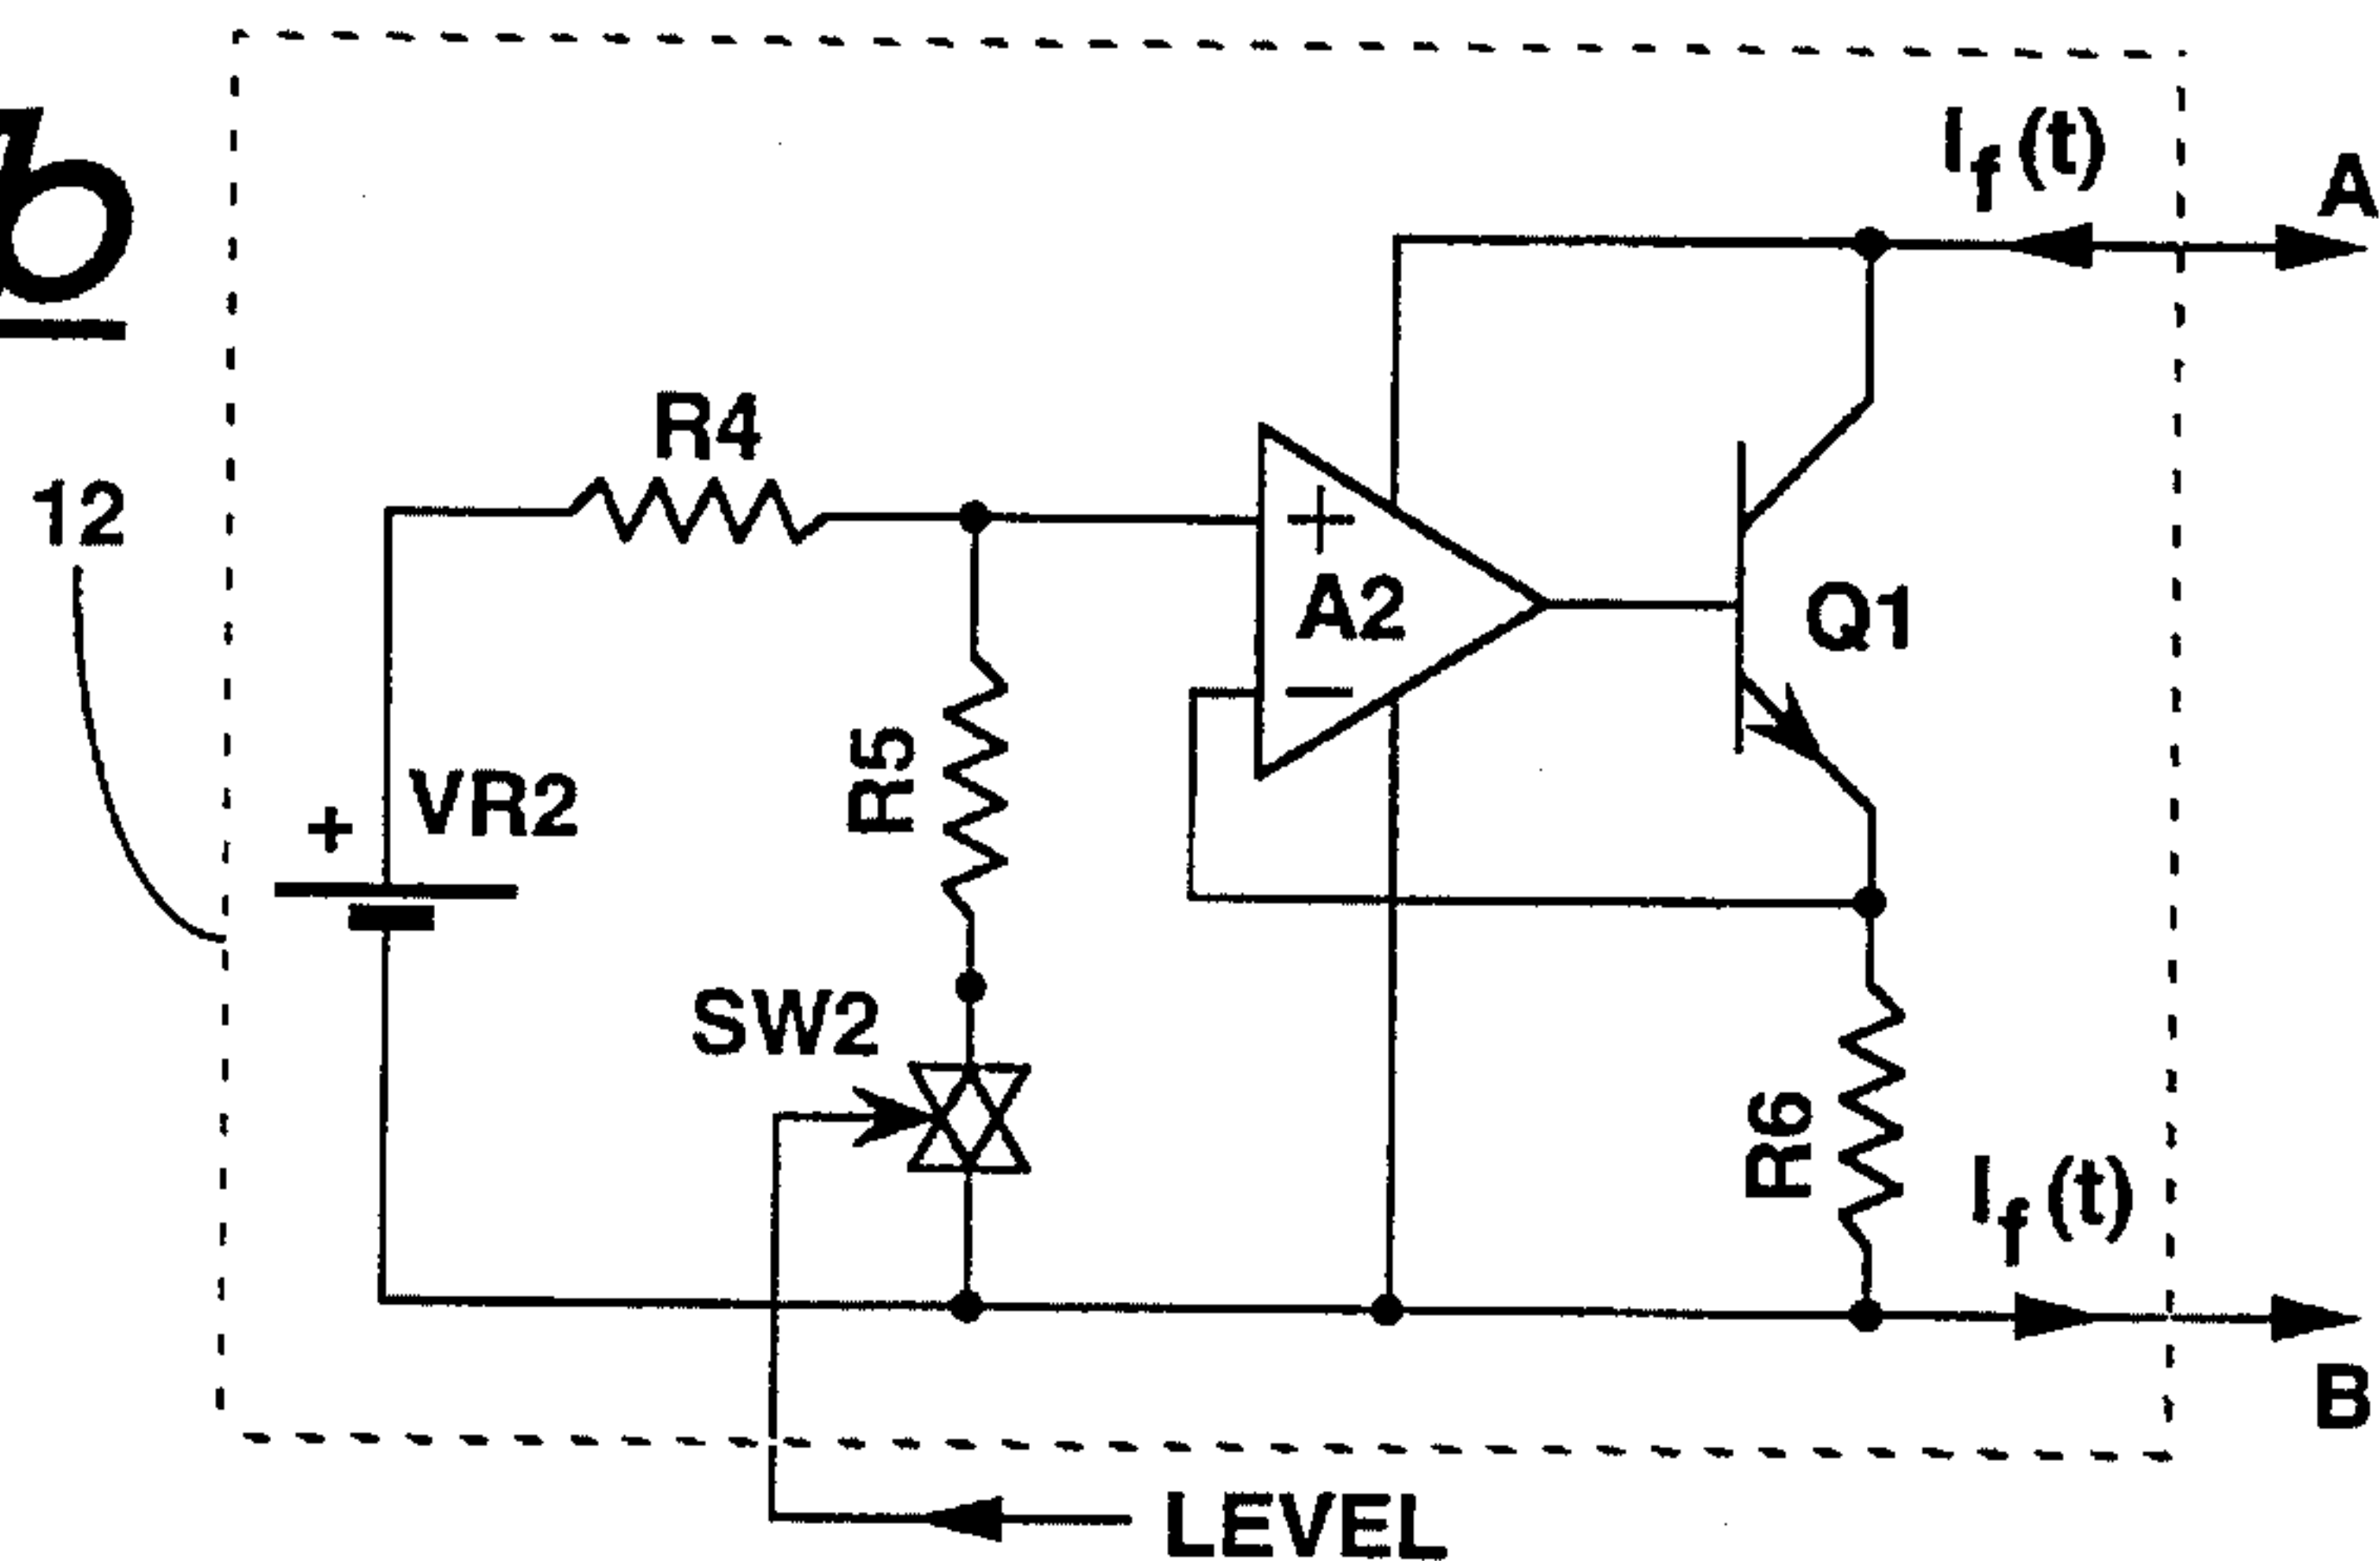 b
I_f(t)
A
R4
12
+
A2
−
Q1
R5
+ VR2
SW2
R6
I_f(t)
B
LEVEL